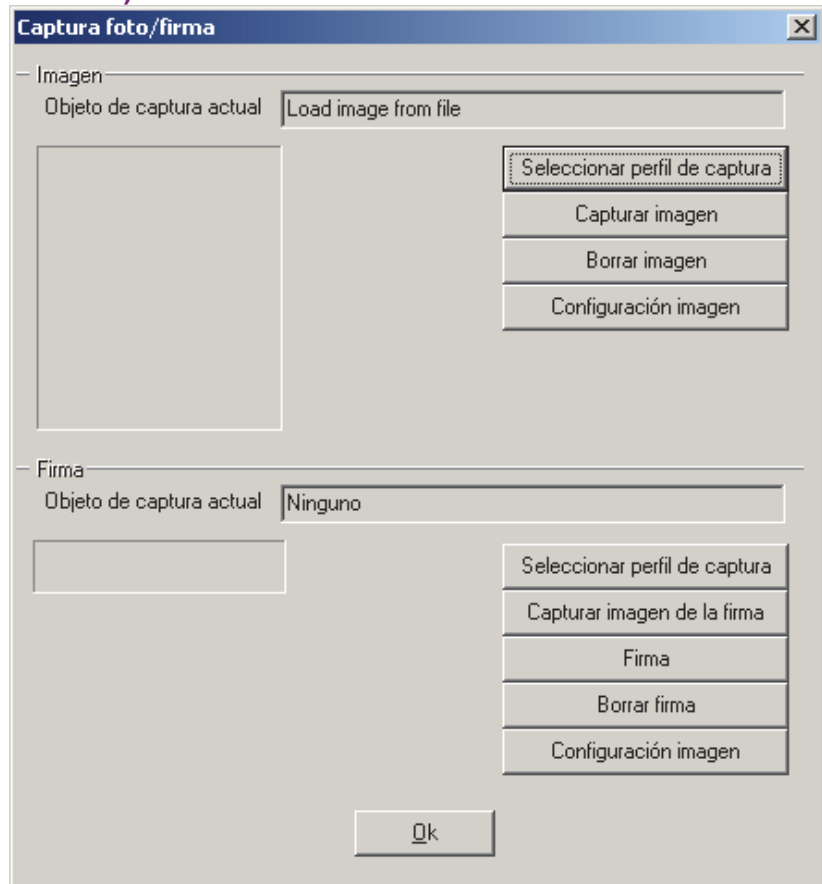 Captura foto/firma
Imagen
Objeto de captura actual Load image from file
Seleccionar perfil de captura
Capturar imagen
Borrar imagen
Configuración imagen
Firma
Objeto de captura actual Ninguno
Seleccionar perfil de captura
Capturar imagen de la firma
Firma
Borrar firma
Configuración imagen
Ok